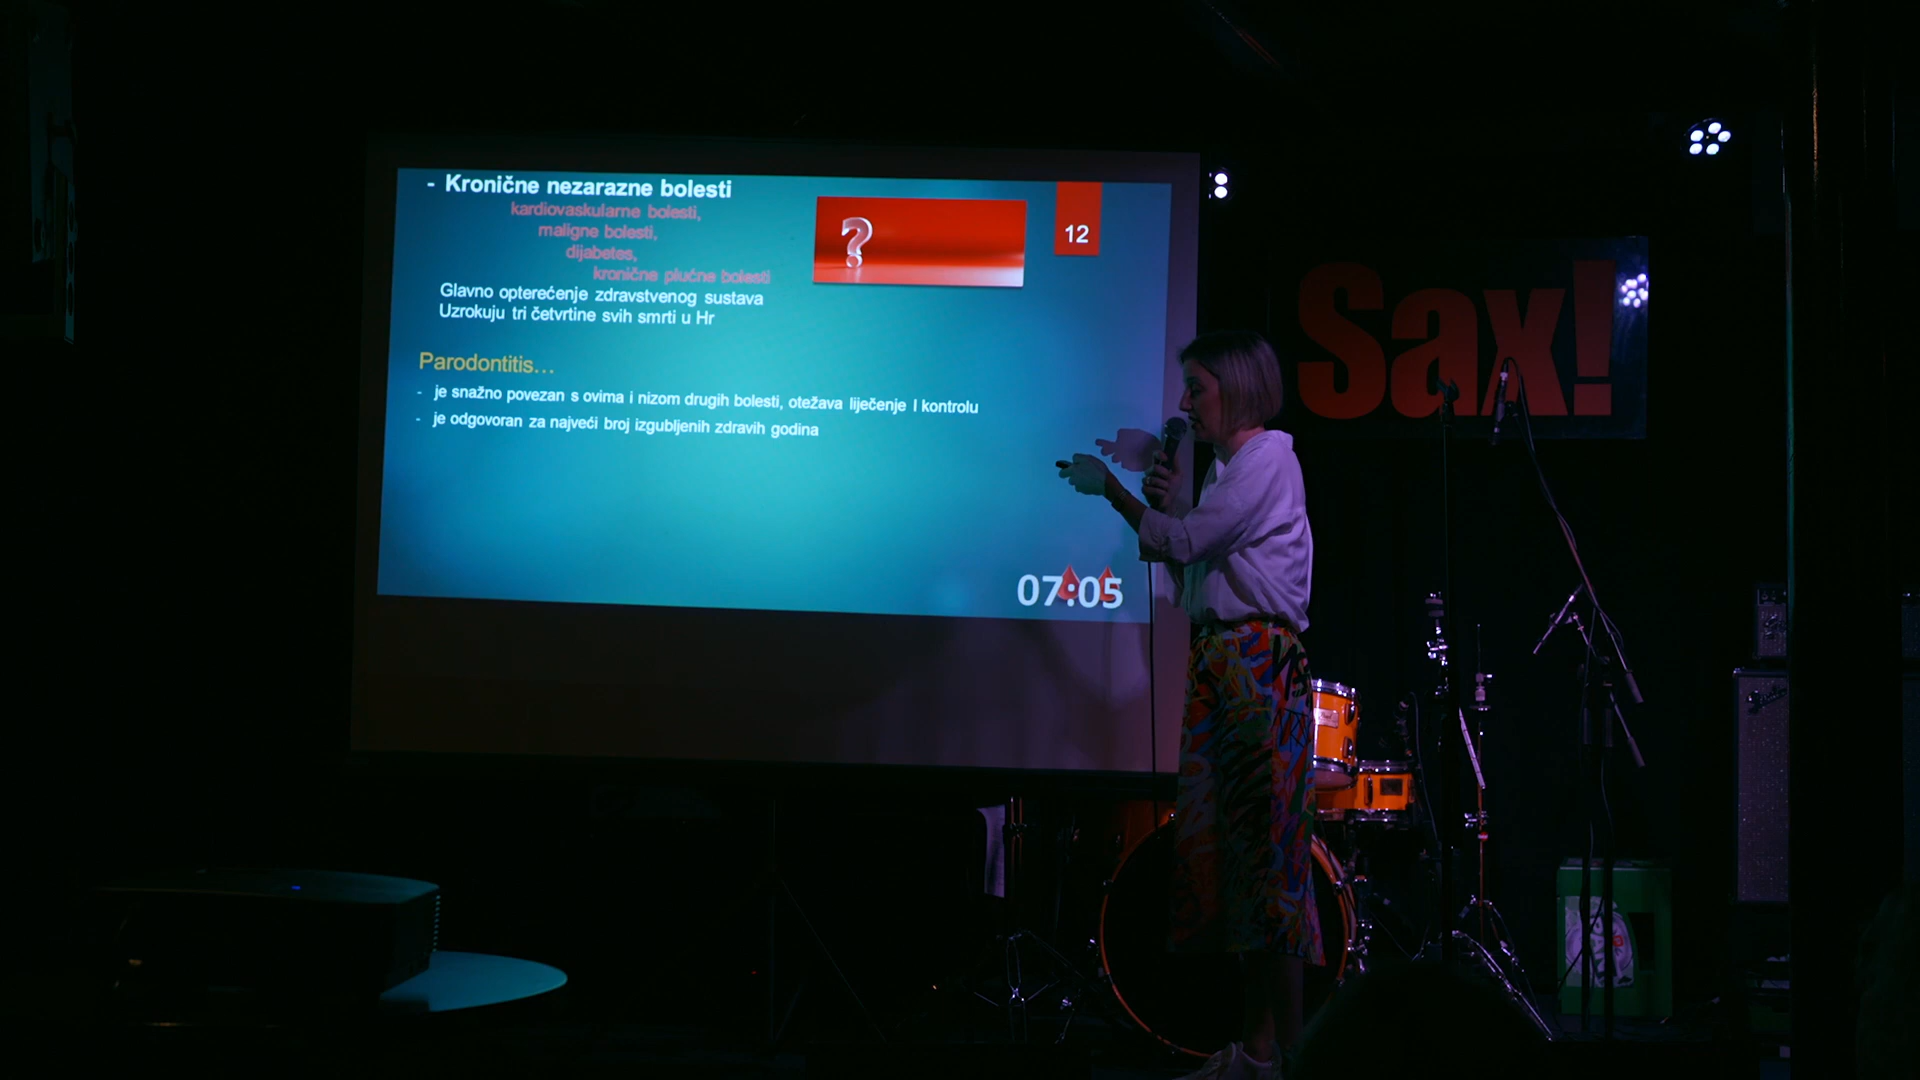 - Kronične nezarazne bolesti
kardiovaskularne bolesti,
maligne bolesti,
dijabetes,
kronične plućne bolesti
Glavno opterećenje zdravstvenog sustava
Uzrokuju tri četvrtine svih smrti u Hr
?
12
Parodontitis...
- je snažno povezan s ovima i nizom drugih bolesti, otežava liječenje I kontrolu
- je odgovoran za najveći broj izgubljenih zdravih godina
07:05
Sax!
Fender